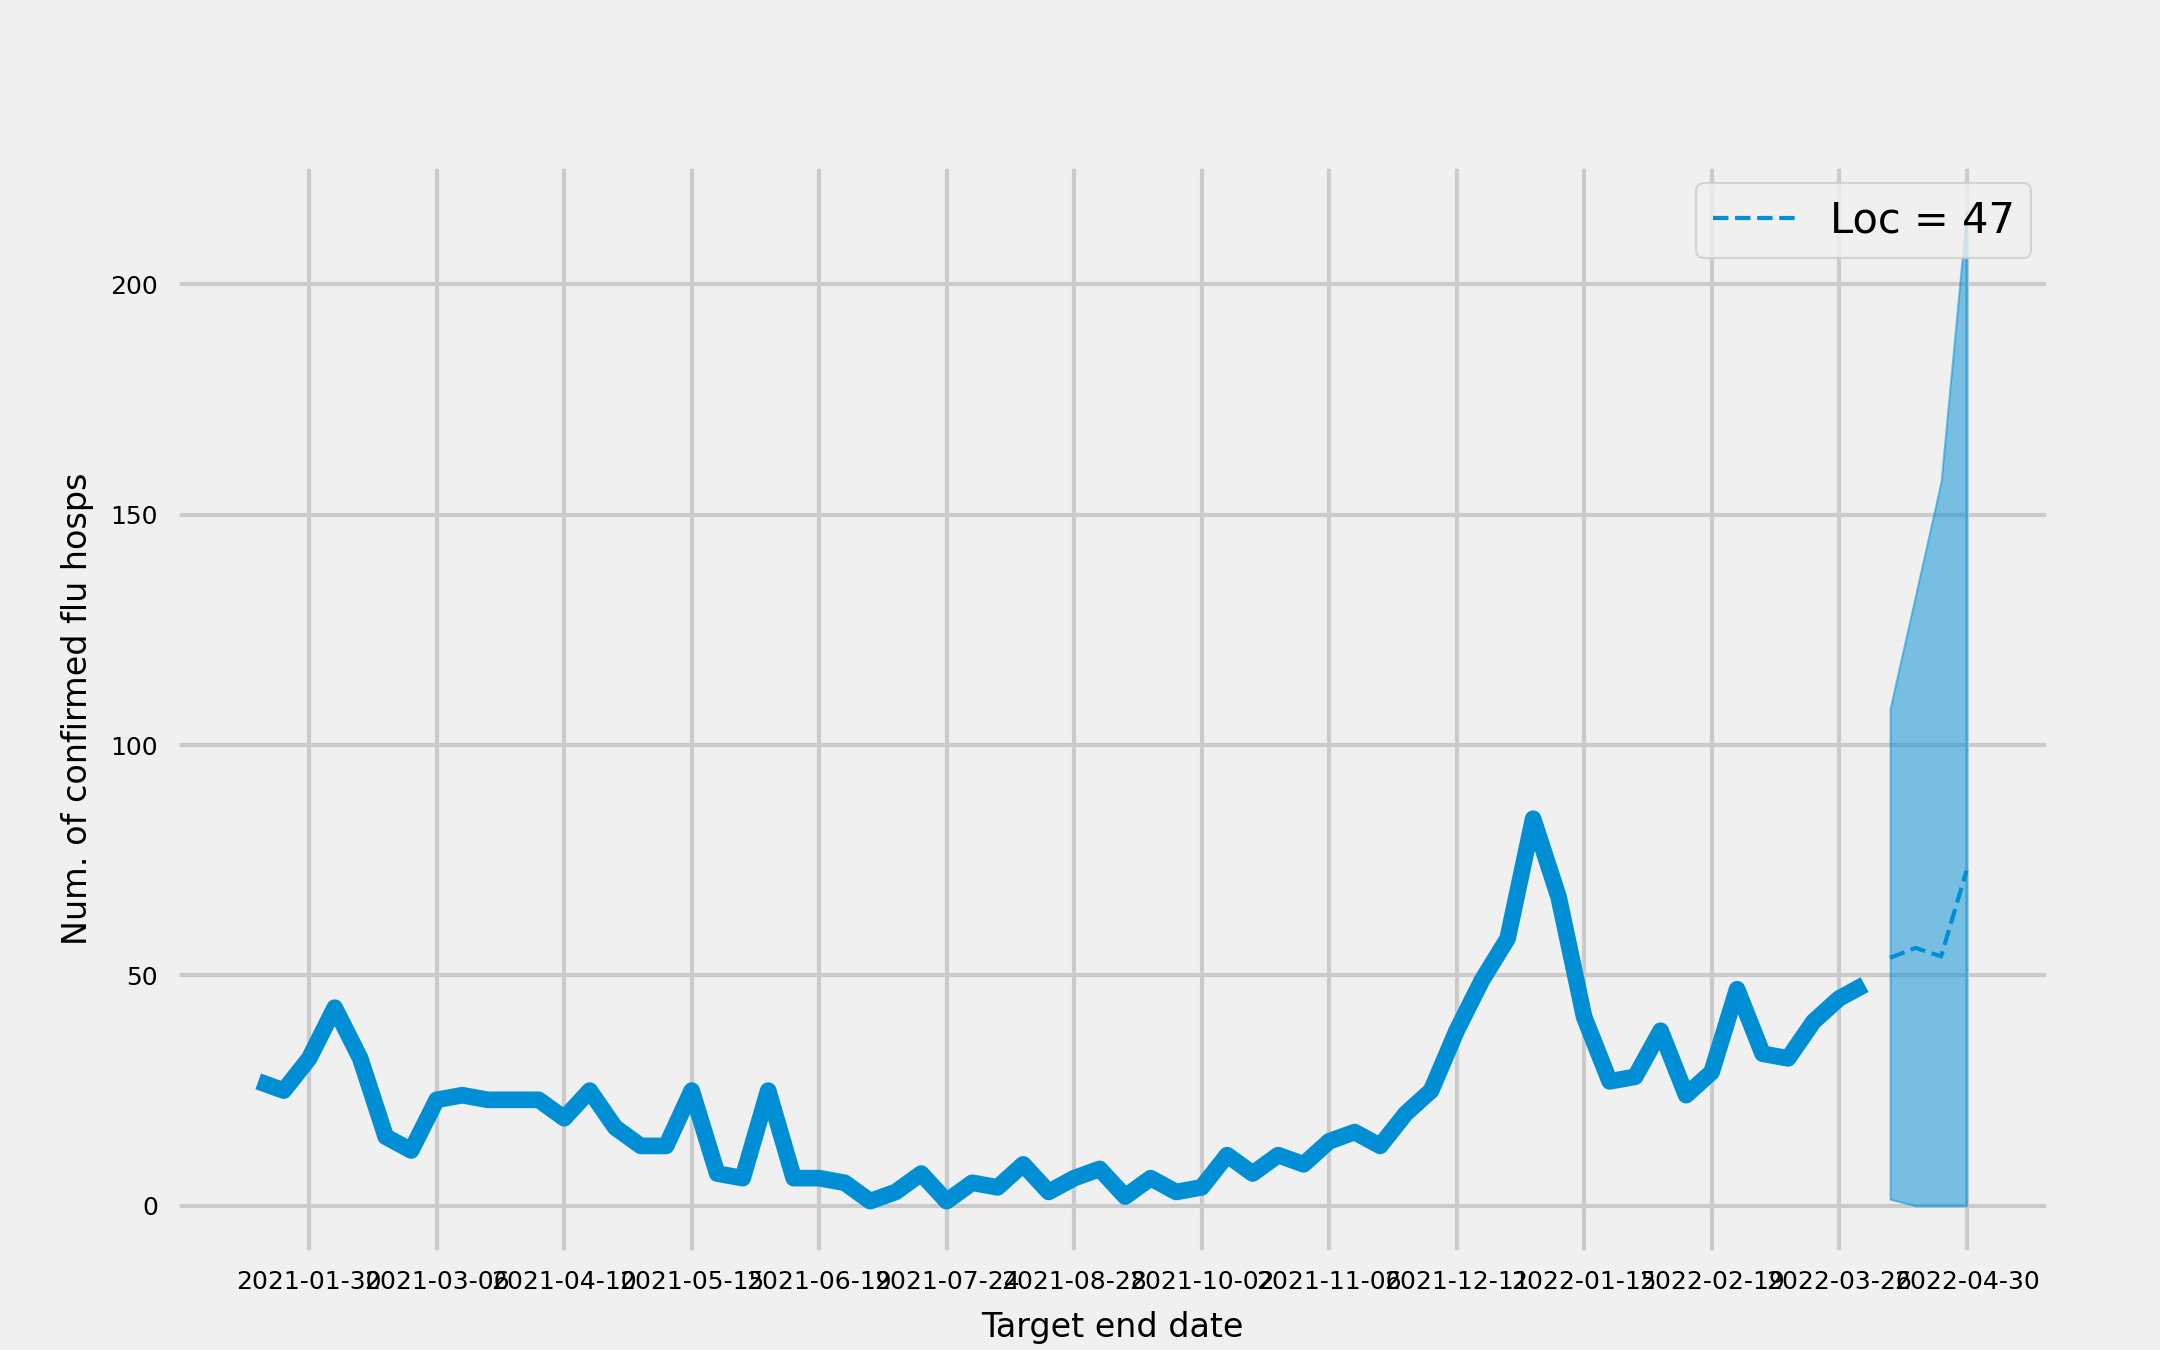 Loc = 47
200
150
100
50
0
Num. of confirmed flu hosps
2021-01-30 2021-03-06 2021-04-10 2021-05-15 2021-06-19 2021-07-24 2021-08-28 2021-10-02 2021-11-06 2021-12-11 2022-01-15 2022-02-19 2022-03-26 2022-04-30
Target end date